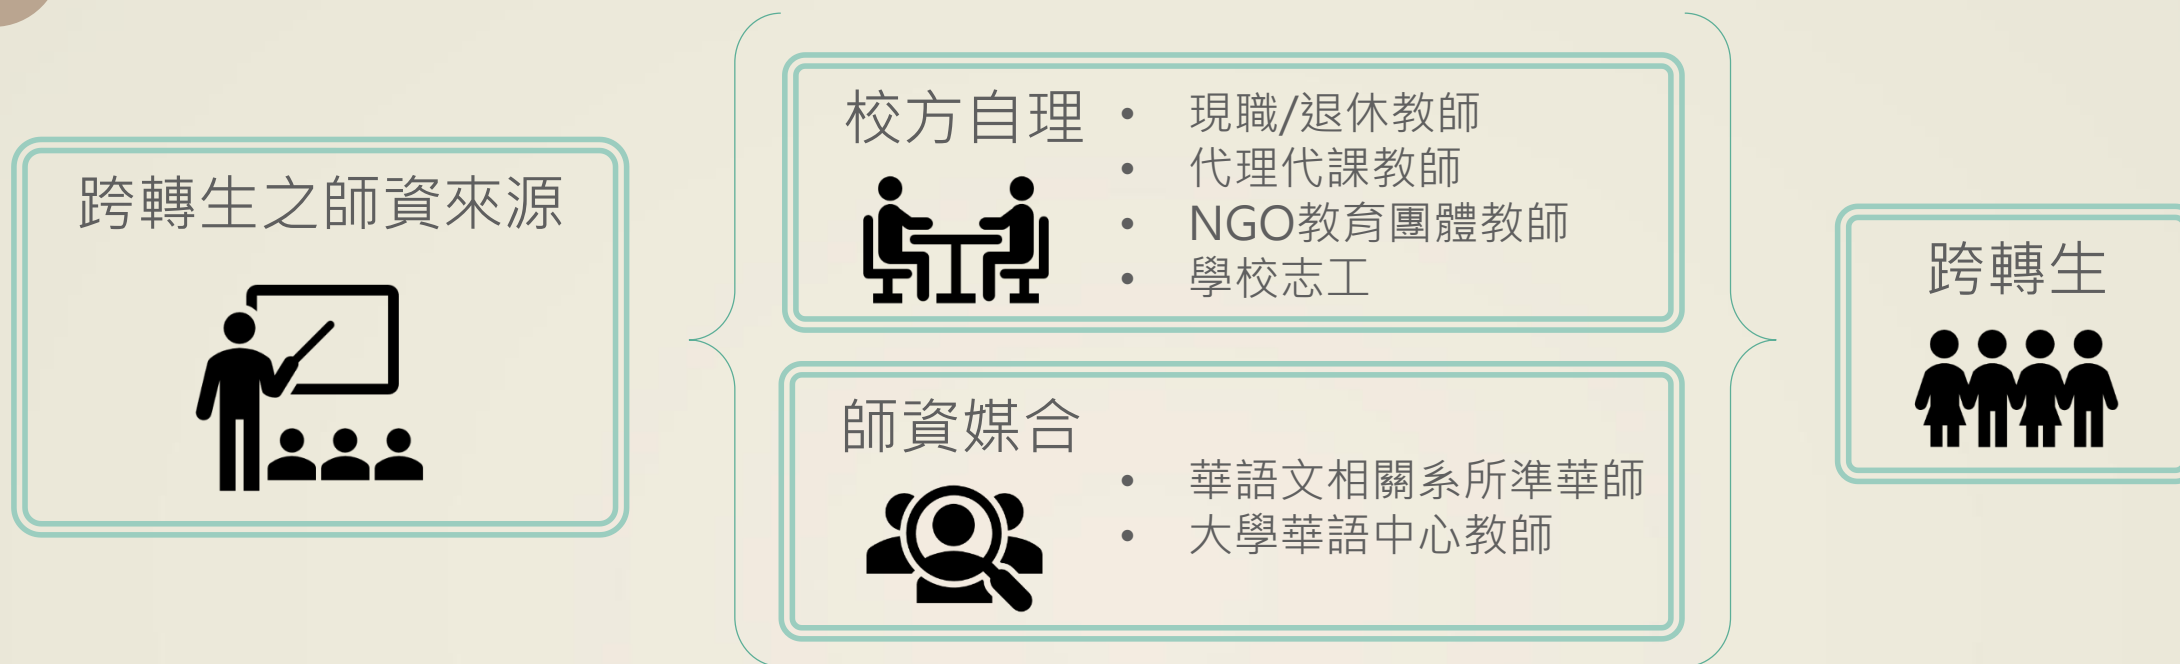 跨轉生之師資來源
校方自理
• 現職/退休教師
• 代理代課教師
• NGO教育團體教師
• 學校志工
師資媒合
• 華語文相關系所準華師
• 大學華語中心教師
跨轉生